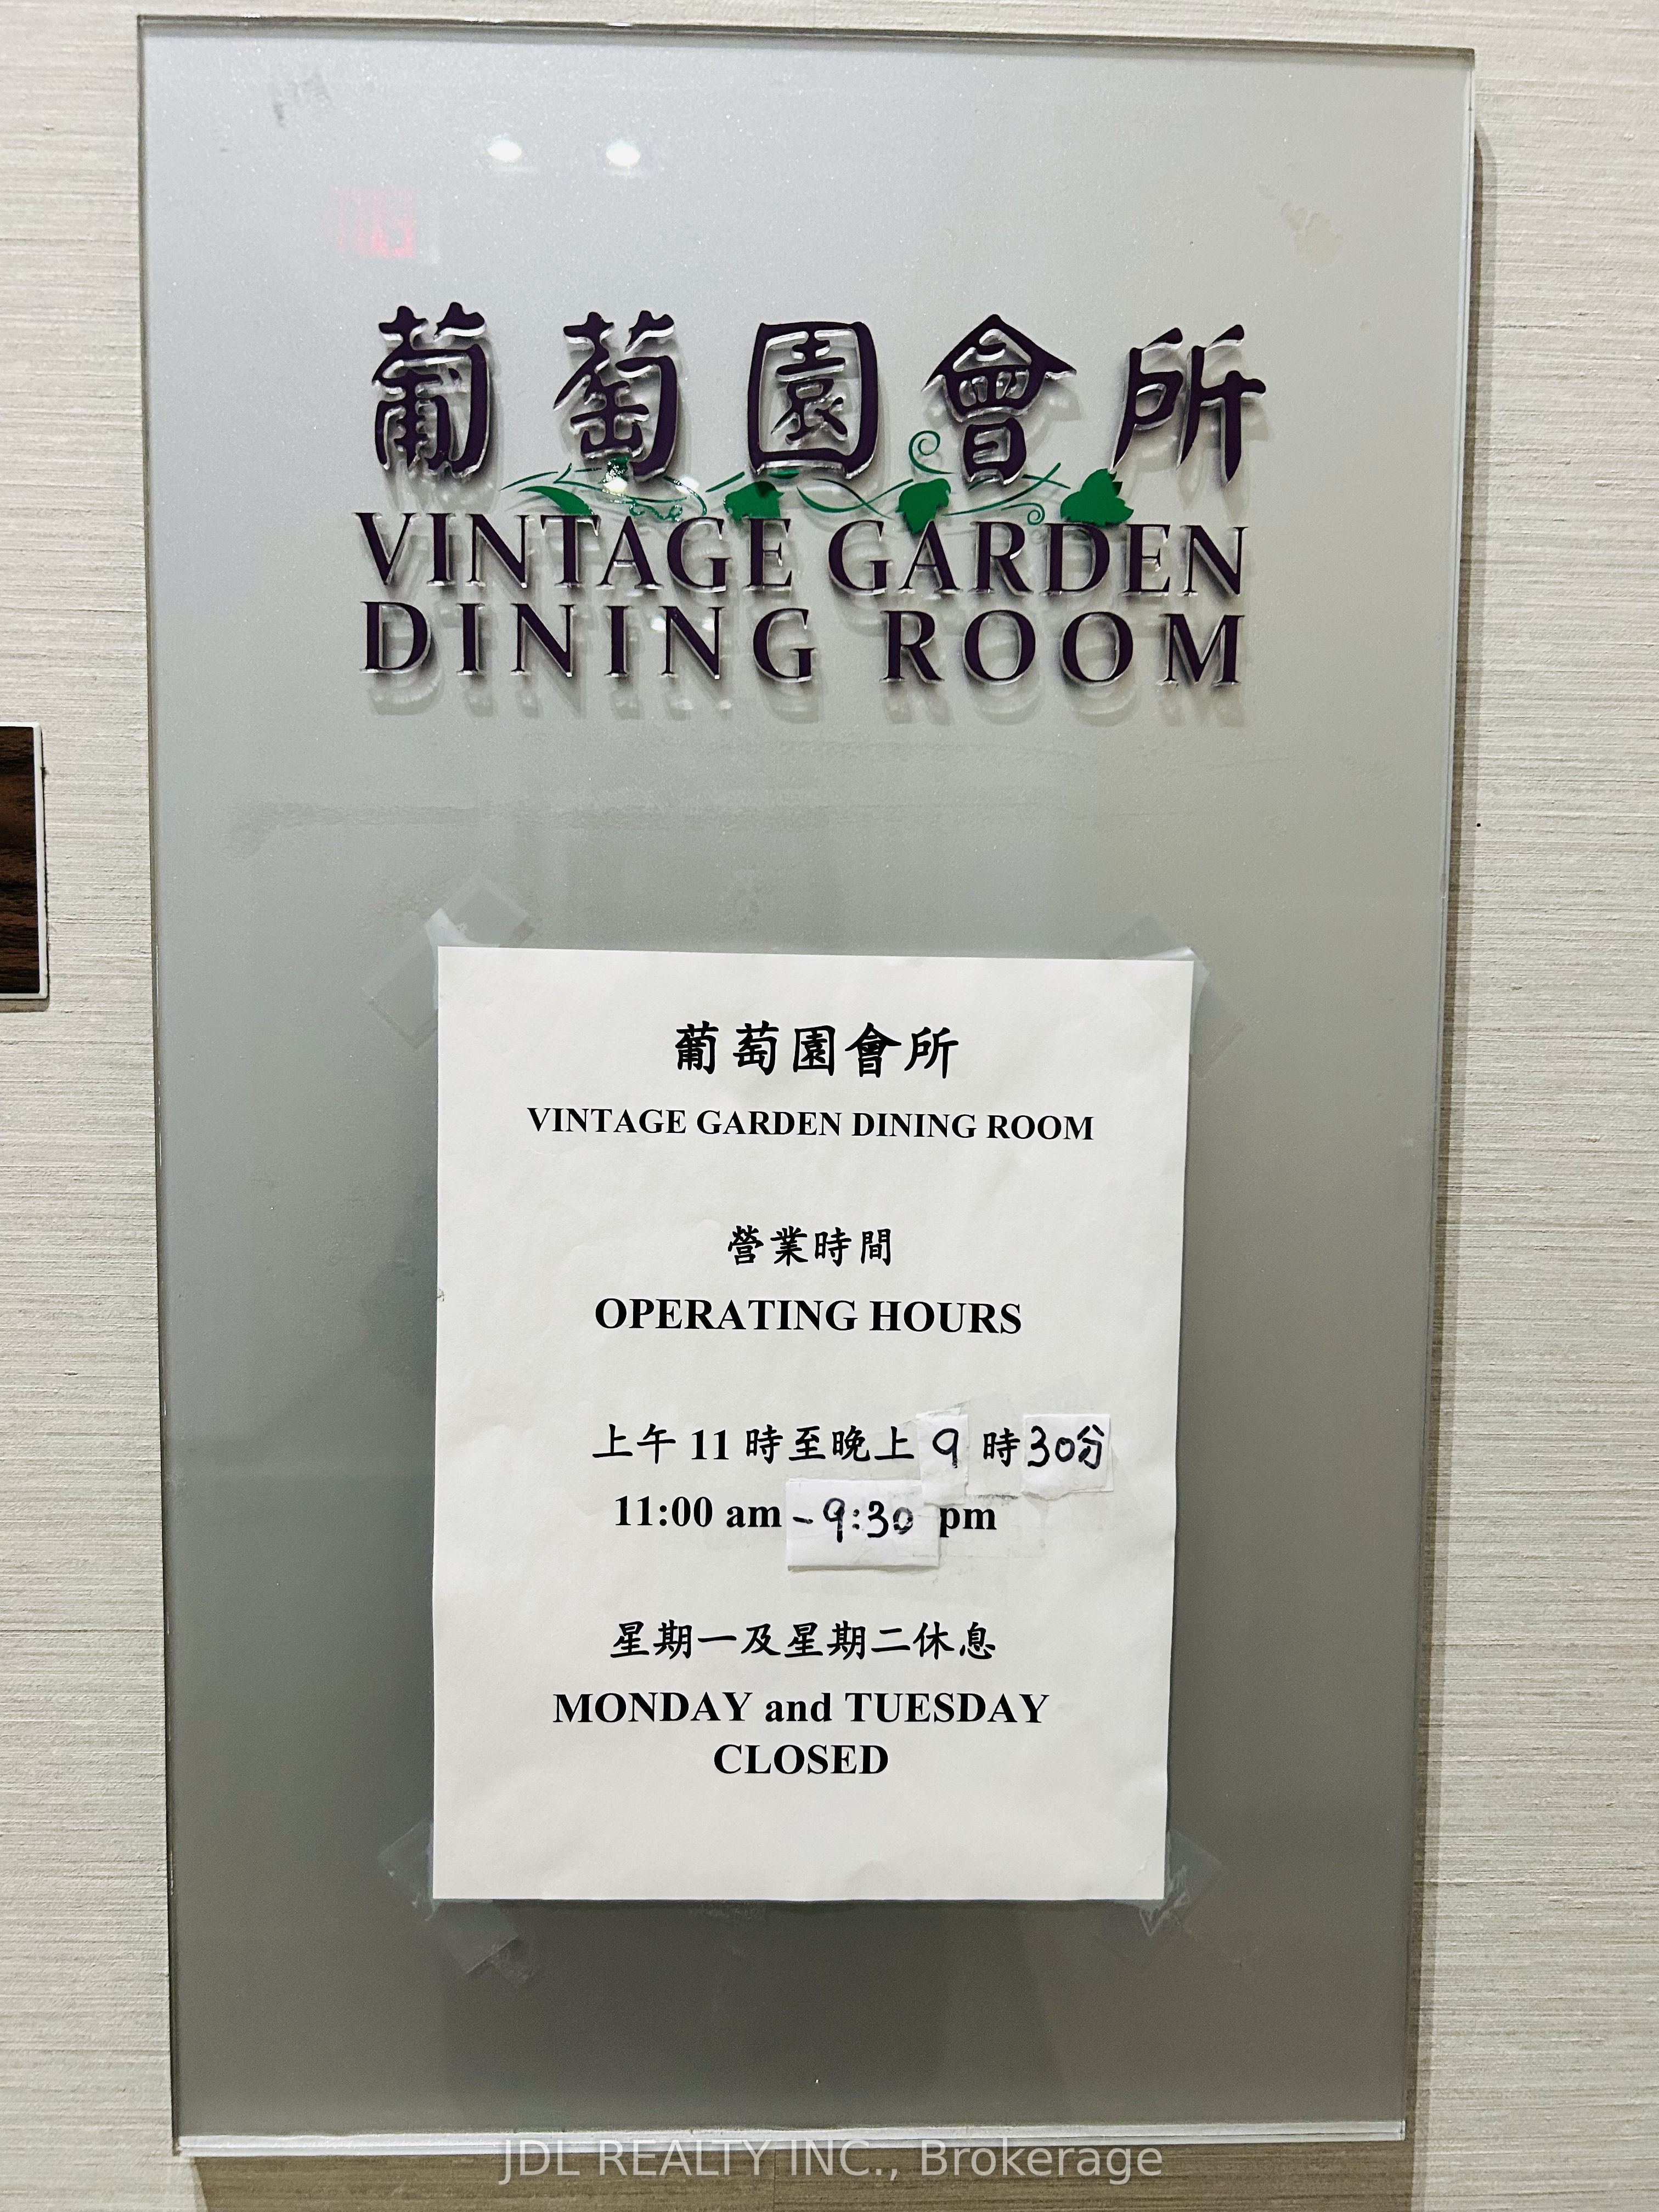 葡萄園會所
VINTAGE GARDEN
DINING ROOM
葡萄園會所
VINTAGE GARDEN DINING ROOM
營業時間
OPERATING HOURS
上午 11 時至晚上 9 時 30分
11:00 am - 9:30 pm
星期一及星期二休息
MONDAY and TUESDAY
CLOSED
JDL REALTY INC., Brokerage